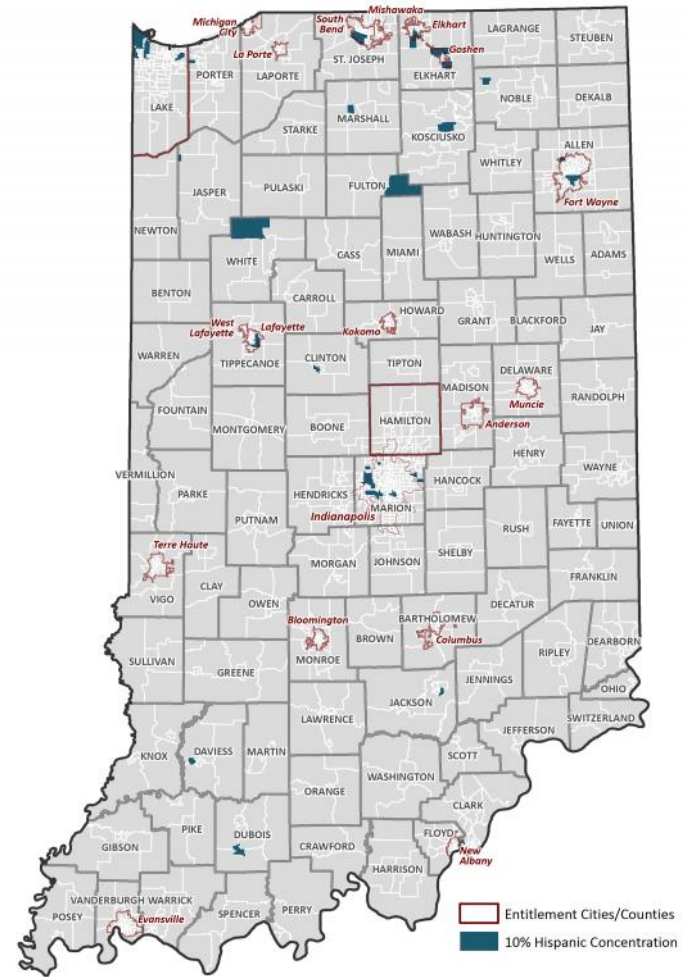 Mishawaka
Michigan
City
South
Bend
Elkhart
LAGRANGE
STEUBEN
La Porte
Goshen
ST. JOSEPH
PORTER
LAPORTE
ELKHART
LAKE
NOBLE
DEKALB
MARSHALL
STARKE
KOSCIUSKO
ALLEN
WHITLEY
JASPER
PULASKI
FULTON
Fort Wayne
NEWTON
WABASH
HUNTINGTON
CASS
MIAMI
WELLS
ADAMS
WHITE
BENTON
CARROLL
HOWARD
GRANT
BLACKFORD
JAY
West
Lafayette
Lafayette
Kokomo
WARREN
TIPPECANOE
CLINTON
TIPTON
DELAWARE
MADISON
RANDOLPH
Muncie
FOUNTAIN
MONTGOMERY
BOONE
HAMILTON
Anderson
HENRY
WAYNE
VERMILLION
PARKE
HENDRICKS
HANCOCK
MARION
Indianapolis
PUTNAM
RUSH
FAYETTE
UNION
Terre Haute
SHELBY
MORGAN
JOHNSON
FRANKLIN
CLAY
VIGO
OWEN
DECATUR
Bloomington
BARTHOLOMEW
BROWN
Columbus
DEARBORN
RIPLEY
SULLIVAN
MONROE
GREENE
JENNINGS
OHIO
JACKSON
LAWRENCE
SWITZERLAND
JEFFERSON
KNOX
DAVIESS
MARTIN
SCOTT
WASHINGTON
ORANGE
CLARK
PIKE
DUBOIS
FLOYD
GIBSON
CRAWFORD
New
Albany
HARRISON
VANDERBURGH
WARRICK
POSEY
SPENCER
PERRY
Evansville
Entitlement Cities/Counties
10% Hispanic Concentration